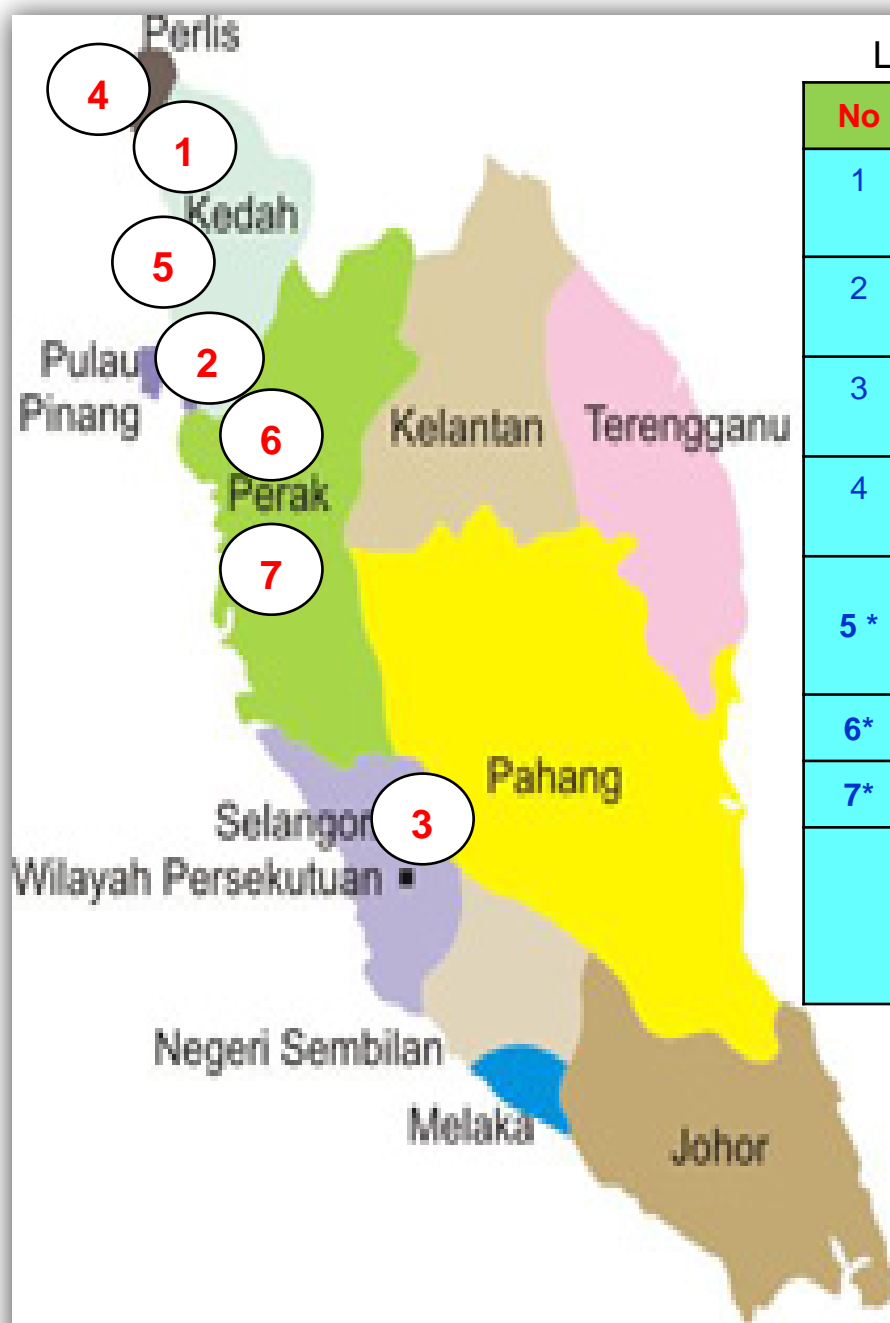 Perlis
4
1
Kedah
5
Pulau
Pinang
2
6
Perak
7
Kelantan
Terengganu
Pahang
Selangor
3
Wilayah Persekutuan
Negeri Sembilan
Melaka
Johor
L
No
1
2
3
4
5 *
6*
7*